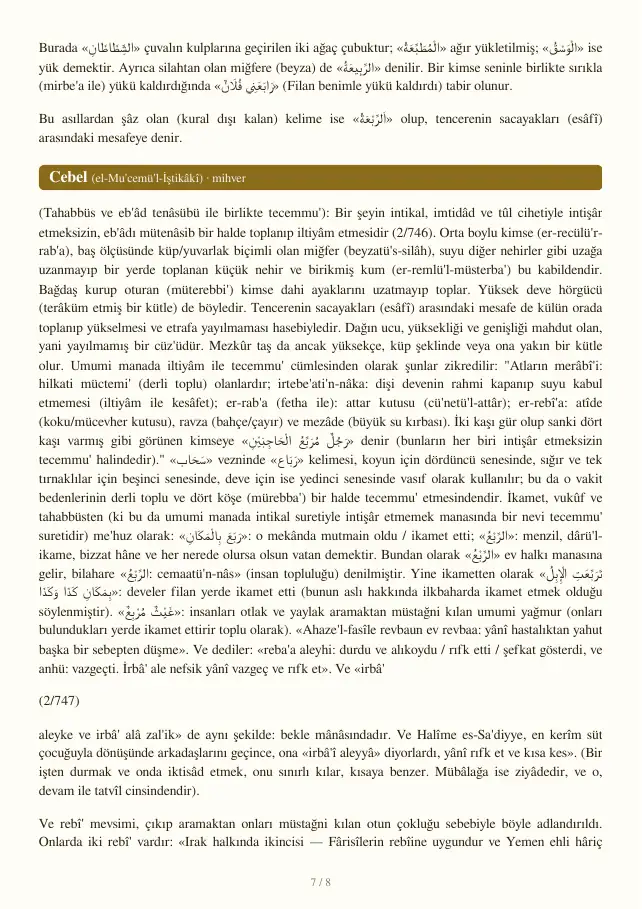 Burada «الشِّظَاظَانِ» çuvalın kulplarına geçirilen iki ağaç çubuktur; «الْمُطَبَّعَةُ» ağır yükletilmiş; «الْوَسْقُ» ise
yük demektir. Ayrıca silahtan olan miğfere (beyza) de «الرَّبِيعَةُ» denilir. Bir kimse seninle birlikte sırıkla
(mirbe'a ile) yükü kaldırdığında «رَابَعَنِي فُلَانٌ» (Filan benimle yükü kaldırdı) tabir olunur.
Bu asıllardan şâz olan (kural dışı kalan) kelime ise «الرَّبْعَةُ» olup, tencerenin sacayakları (esâfî)
arasındaki mesafeye denir.
Cebel (el-Mu'cemü'l-İştikâkî) · mihver
(Tahabbüs ve eb'âd tenâsübü ile birlikte tecemmu'): Bir şeyin intikal, imtidâd ve tûl cihetiyle intişâr
etmeksizin, eb'âdı mütenâsib bir halde toplanıp iltiyâm etmesidir (2/746). Orta boylu kimse (er-recülü'r-
rab'a), baş ölçüsünde küp/yuvarlak biçimli olan miğfer (beyzatü's-silâh), suyu diğer nehirler gibi uzağa
uzanmayıp bir yerde toplanan küçük nehir ve birikmiş kum (er-remlü'l-müsterba') bu kabildendir.
Bağdaş kurup oturan (müterebbi') kimse dahi ayaklarını uzatmayıp toplar. Yüksek deve hörgücü
(terâküm etmiş bir kütle) de böyledir. Tencerenin sacayakları (esâfî) arasındaki mesafe de külün orada
toplanıp yükselmesi ve etrafa yayılmaması hasebiyledir. Dağın ucu, yüksekliği ve genişliği mahdut olan,
yani yayılmamış bir cüz'üdür. Mezkûr taş da ancak yüksekçe, küp şeklinde veya ona yakın bir kütle
olur. Umumi manada iltiyâm ile tecemmu' cümlesinden olarak şunlar zikredilir: "Atların merâbî'i:
hilkati müctemi' (derli toplu) olanlardır; irtebe'ati'n-nâka: dişi devenin rahmi kapanıp suyu kabul
etmemesi (iltiyâm ile kesâfet); er-rab'a (fetha ile): attar kutusu (cü'netü'l-attâr); er-rebî'a: atîde
(koku/mücevher kutusu), ravza (bahçe/çayır) ve mezâde (büyük su kırbası). İki kaşı gür olup sanki dört
kaşı varmış gibi görünen kimseye «رَجُلٌ مُرَبَّعُ الْحَاجِبَيْنِ» denir (bunların her biri intişâr etmeksizin
tecemmu' halindedir)." «سَحَاب» vezninde «رَبَاع» kelimesi, koyun için dördüncü senesinde, sığır ve tek
tırnaklılar için beşinci senesinde, deve için ise yedinci senesinde vasıf olarak kullanılır; bu da o vakit
bedenlerinin derli toplu ve dört köşe (mürebba') bir halde tecemmu' etmesindendir. İkamet, vukûf ve
tahabbüsten (ki bu da umumi manada intikal suretiyle intişâr etmemek manasında bir nevi tecemmu'
suretidir) me'huz olarak: «رَبَعَ بِالْمَكَانِ»: o mekânda mutmain oldu / ikamet etti; «الرَّبْعُ»: menzil, dârü'l-
ikame, bizzat hâne ve her nerede olursa olsun vatan demektir. Bundan olarak «الرَّبْعُ» ev halkı manasına
gelir, bilahare «الرَّبْعُ: cemaatü'n-nâs» (insan topluluğu) denilmiştir. Yine ikametten olarak «تَرَبَّعَتِ الْإِبِلُ
بِمَكَانِ كَذَا وَكَذَا»: develer filan yerde ikamet etti (bunun aslı hakkında ilkbaharda ikamet etmek olduğu
söylenmiştir). «غَيْثٌ مُرْبِعٌ»: insanları otlak ve yaylak aramaktan müstağni kılan umumi yağmur (onları
bulundukları yerde ikamet ettirir toplu olarak). «Ahaze'l-fasîle revbaun ev revbaa: yânî hastalıktan yahut
başka bir sebepten düşme». Ve dediler: «reba'a aleyhi: durdu ve alıkoydu / rıfk etti / şefkat gösterdi, ve
anhü: vazgeçti. İrbâ' ale nefsik yânî vazgeç ve rıfk et». Ve «irbâ'
(2/747)
aleyke ve irbâ' alâ zal'ik» de aynı şekilde: bekle mânâsındadır. Ve Halîme es-Sa'diyye, en kerîm süt
çocuğuyla dönüşünde arkadaşlarını geçince, ona «irbâ'î aleyyâ» diyorlardı, yânî rıfk et ve kısa kes». (Bir
işten durmak ve onda iktisâd etmek, onu sınırlı kılar, kısaya benzer. Mübâlağa ise ziyâdedir, ve o,
devam ile tatvîl cinsindendir).
Ve rebî' mevsimi, çıkıp aramaktan onları müstağni kılan otun çokluğu sebebiyle böyle adlandırıldı.
Onlarda iki rebî' vardır: «Irak halkında ikincisi — Fârisîlerin rebîine uygundur ve Yemen ehli hâriç
7 / 8